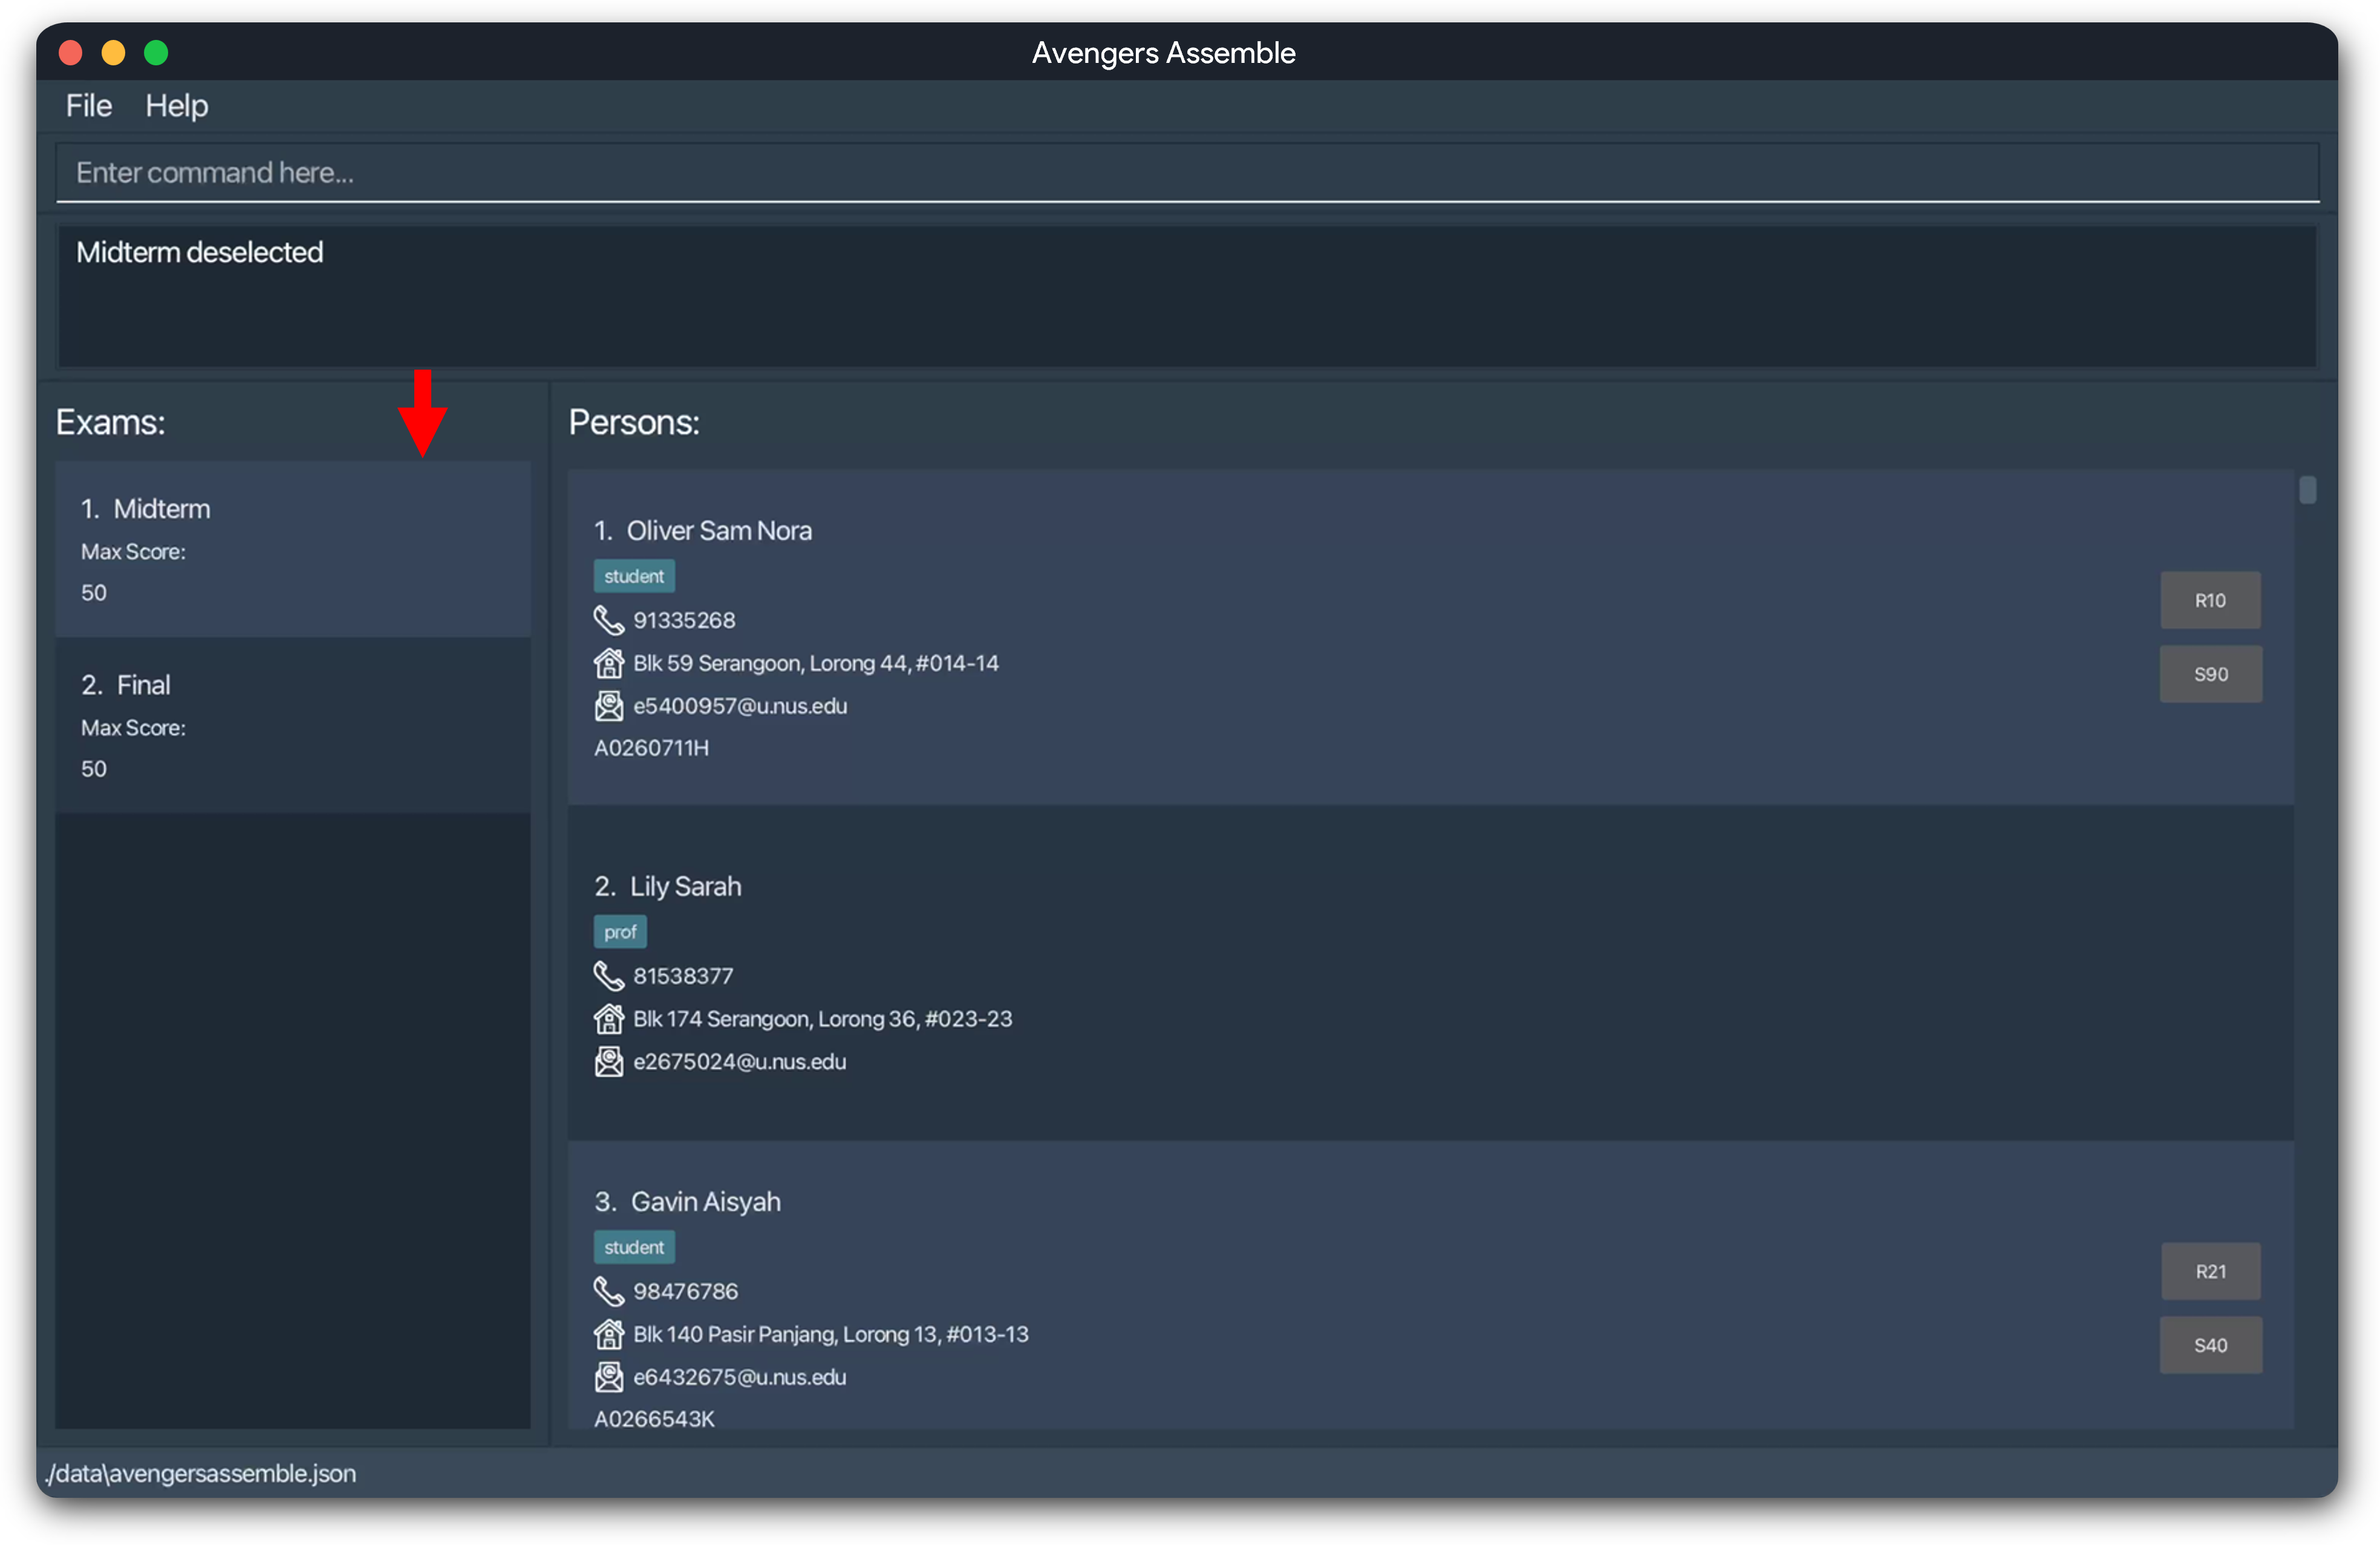 Avengers Assemble
File Help
Enter command here...
Midterm deselected
Exams:
1. Midterm
Max Score:
50
2. Final
Max Score:
50
Persons:
1. Oliver Sam Nora
student
91335268
Blk 59 Serangoon, Lorong 44, #014-14
e5400957@u.nus.edu
A0260711H
R10
S90
2. Lily Sarah
prof
81538377
Blk 174 Serangoon, Lorong 36, #023-23
e2675024@u.nus.edu
3. Gavin Aisyah
student
98476786
Blk 140 Pasir Panjang, Lorong 13, #013-13
e6432675@u.nus.edu
A0266543K
R21
S40
./data\avengersassemble.json